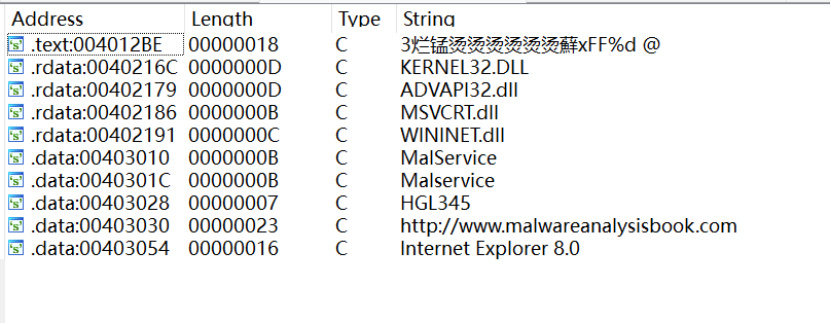 Address Length Type String
.text:004012BE 00000018 C 3烂锰烫烫烫烫烫烫蘚xFF%d @
.rdata:0040216C 0000000D C KERNEL32.DLL
.rdata:00402179 0000000D C ADVAPI32.dll
.rdata:00402186 0000000B C MSVCRT.dll
.rdata:00402191 0000000C C WININET.dll
.data:00403010 0000000B C MalService
.data:0040301C 0000000B C Malservice
.data:00403028 00000007 C HGL345
.data:00403030 00000023 C http://www.malwareanalysisbook.com
.data:00403054 00000016 C Internet Explorer 8.0